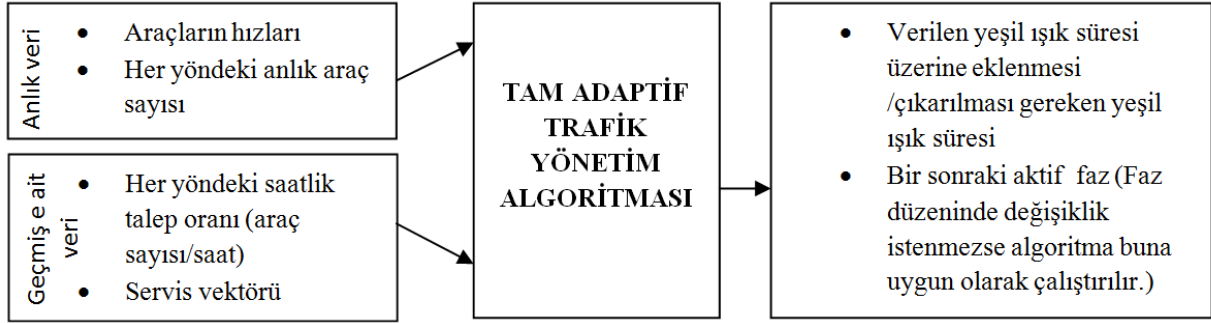 Anlık veri
• Araçların hızları
• Her yöndeki anlık araç
sayısı
Geçmiş e ait
veri
• Her yöndeki saatlik
talep oranı (araç
sayısı/saat)
• Servis vektörü
TAM ADAPTİF
TRAFİK
YÖNETİM
ALGORİTMASI
• Verilen yeşil ışık süresi
üzerine eklenmesi
/çıkarılması gereken yeşil
ışık süresi
• Bir sonraki aktif faz (Faz
düzeninde değişiklik
istenmezse algoritma buna
uygun olarak çalıştırılır.)